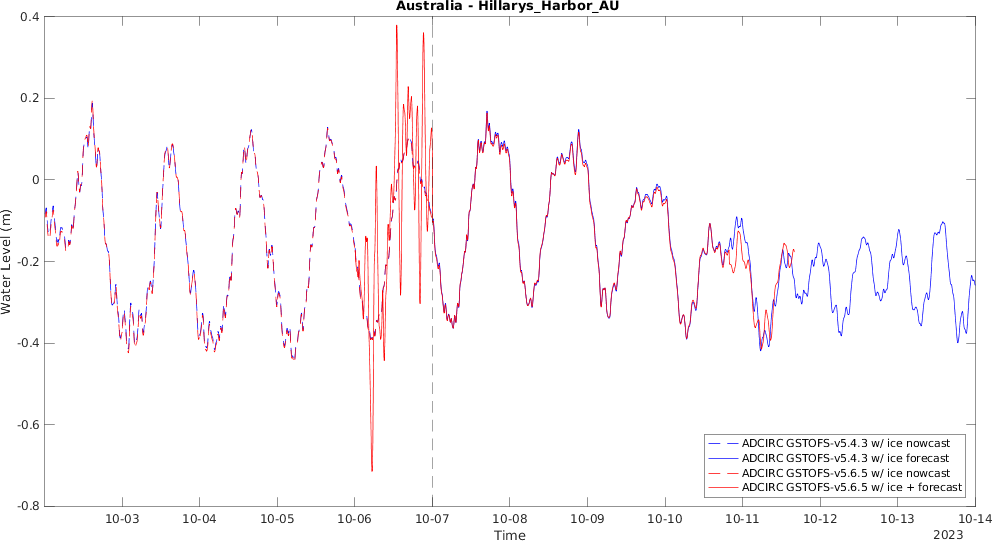 Australia - Hillarys_Harbor_AU
Water Level (m)
0.4
0.2
0
-0.2
-0.4
-0.6
-0.8
10-03
10-04
10-05
10-06
10-07
10-08
10-09
10-10
10-11
10-12
10-13
10-14
2023
Time
ADCIRC GSTOFS-v5.4.3 w/ ice nowcast
ADCIRC GSTOFS-v5.4.3 w/ ice forecast
ADCIRC GSTOFS-v5.6.5 w/ ice nowcast
ADCIRC GSTOFS-v5.6.5 w/ ice + forecast